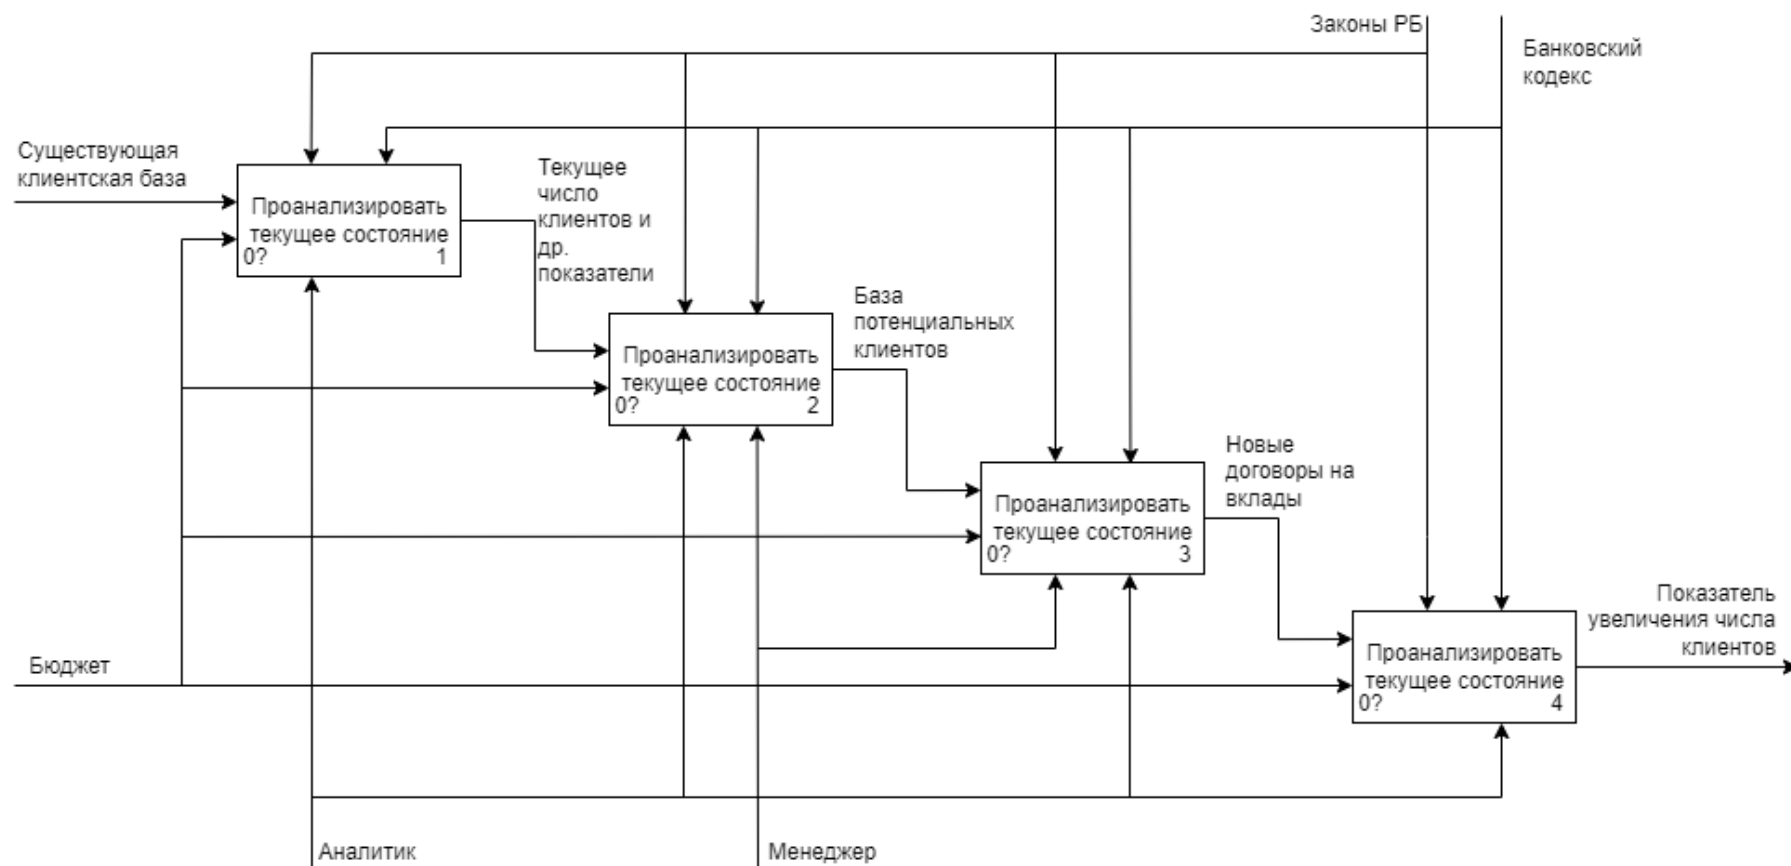 Законы РБ
Банковский
кодекс
Существующая
клиентская база
Проанализировать
текущее состояние
0? 1
Текущее
число
клиентов и
др.
показатели
Проанализировать
текущее состояние
0? 2
База
потенциальных
клиентов
Проанализировать
текущее состояние
0? 3
Новые
договоры на
вклады
Проанализировать
текущее состояние
0? 4
Показатель
увеличения числа
клиентов
Бюджет
Аналитик
Менеджер